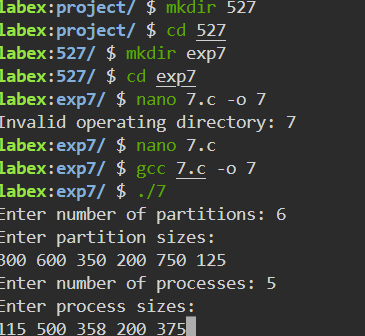 labex:project/ $ mkdir 527
labex:project/ $ cd 527
labex:527/ $ mkdir exp7
labex:527/ $ cd exp7
labex:exp7/ $ nano 7.c -o 7
Invalid operating directory: 7
labex:exp7/ $ nano 7.c
labex:exp7/ $ gcc 7.c -o 7
labex:exp7/ $ ./7
Enter number of partitions: 6
Enter partition sizes:
300 600 350 200 750 125
Enter number of processes: 5
Enter process sizes:
115 500 358 200 375